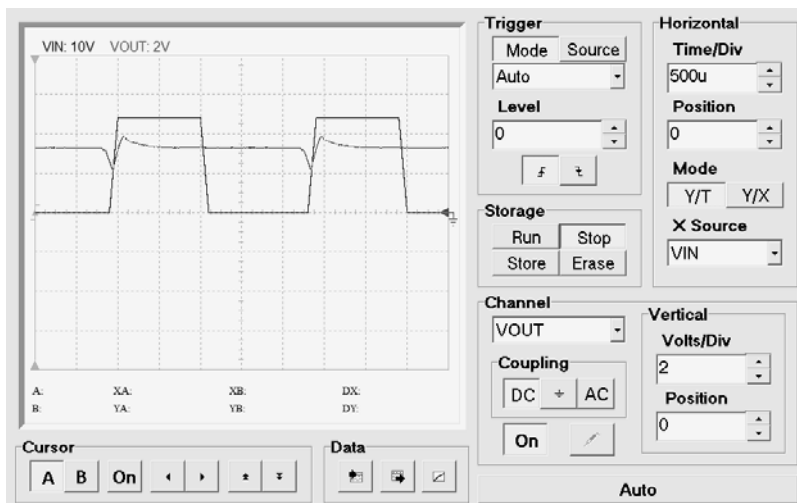 VIN: 10V VOUT: 2V
A: XA: XB: DX:
B: YA: YB: DY:
Cursor
A B On
Data
Trigger
Mode Source
Auto
Level
0
Storage
Run Stop
Store Erase
Horizontal
Time/Div
500u
Position
0
Mode
Y/T Y/X
X Source
VIN
Channel
VOUT
Coupling
DC AC
On
Vertical
Volts/Div
2
Position
0
Auto